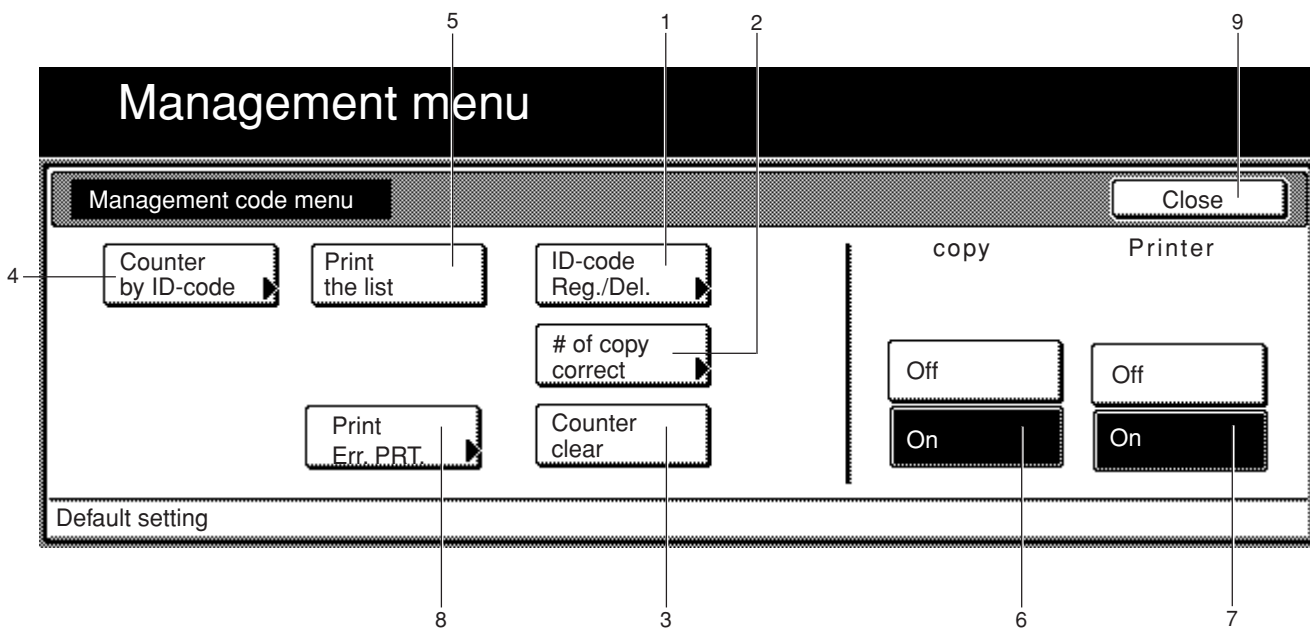 5 1 2 9
Management menu
Management code menu
Close
4
Counter
by ID-code
Print
the list
ID-code
Reg./Del.
# of copy
correct
Print
Err. PRT.
Counter
clear
copy
Printer
Off
On
Off
On
Default setting
8 3 6 7